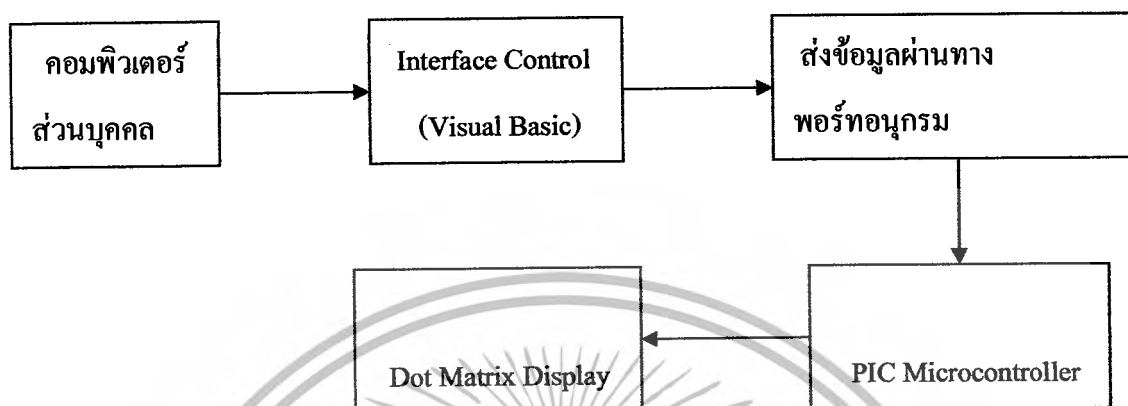 คอมพิวเตอร์
ส่วนบุคคล
Interface Control
(Visual Basic)
ส่งข้อมูลผ่านทาง
พอร์ทอนุกรม
PIC Microcontroller
Dot Matrix Display